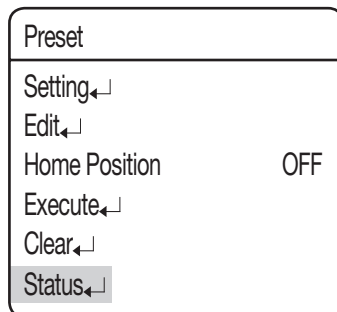 Preset
Setting↵
Edit↵
Home Position OFF
Execute↵
Clear↵
Status↵